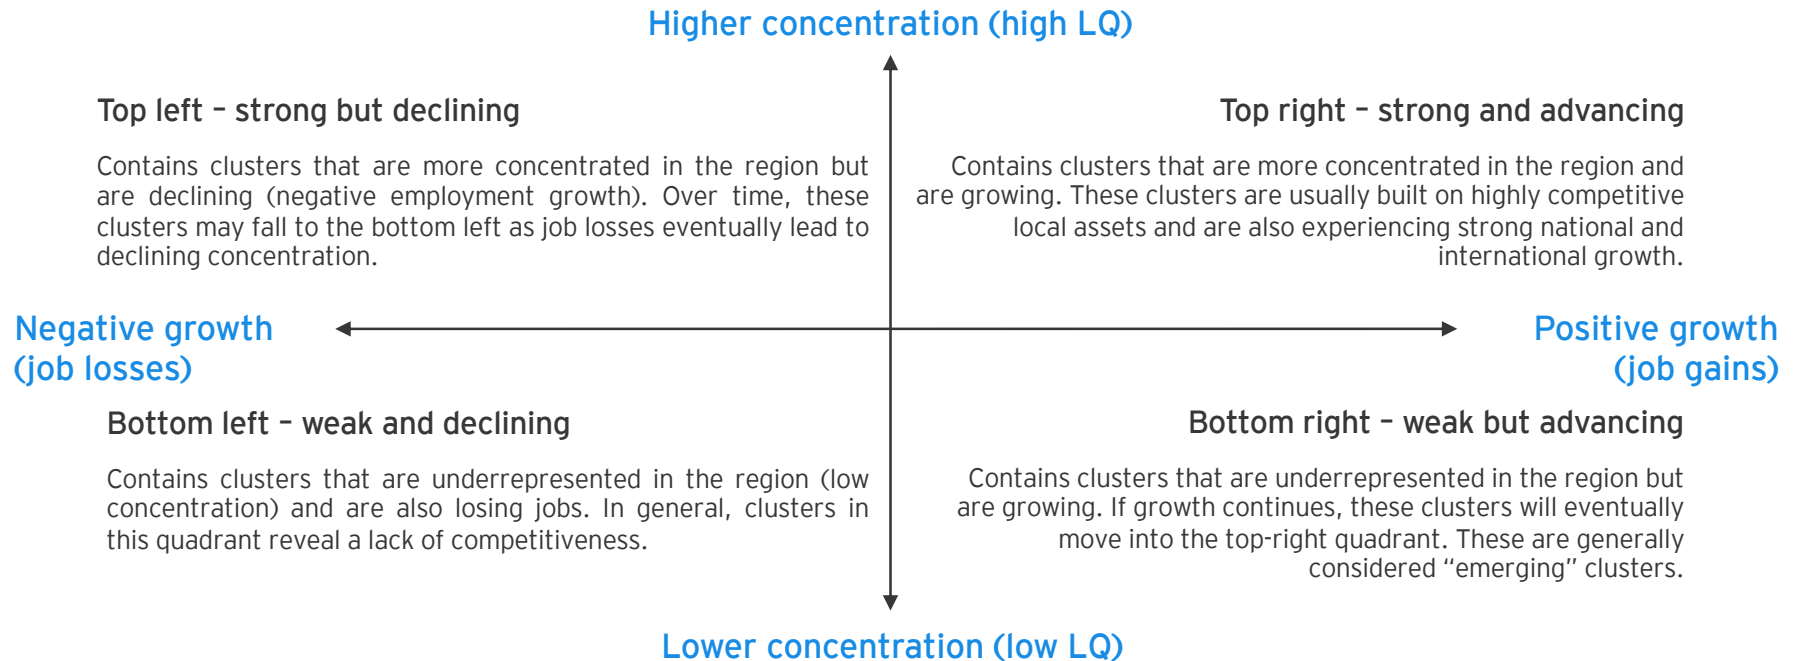 Higher concentration (high LQ)
Top left – strong but declining
Contains clusters that are more concentrated in the region but
are declining (negative employment growth). Over time, these
clusters may fall to the bottom left as job losses eventually lead to
declining concentration.
Top right – strong and advancing
Contains clusters that are more concentrated in the region and
are growing. These clusters are usually built on highly competitive
local assets and are also experiencing strong national and
international growth.
Negative growth
(job losses)
Positive growth
(job gains)
Bottom left – weak and declining
Contains clusters that are underrepresented in the region (low
concentration) and are also losing jobs. In general, clusters in
this quadrant reveal a lack of competitiveness.
Bottom right – weak but advancing
Contains clusters that are underrepresented in the region but
are growing. If growth continues, these clusters will eventually
move into the top-right quadrant. These are generally
considered “emerging” clusters.
Lower concentration (low LQ)